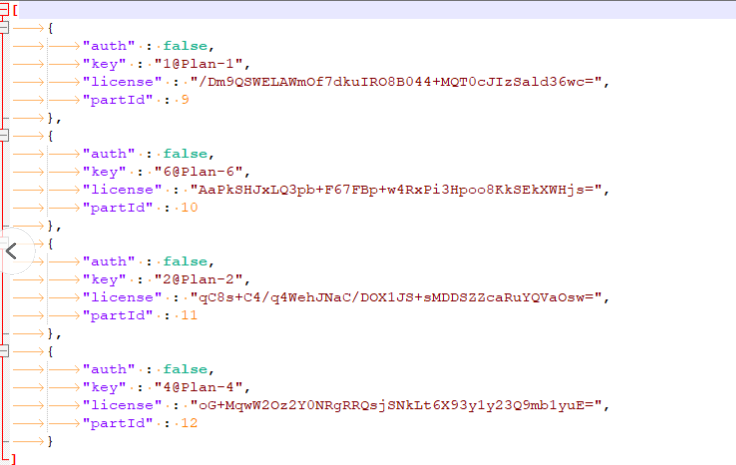 [
{
"auth" : false,
"key" : "1@Plan-1",
"license" : "/Dm9QSWELAWmOf7dkuIRO8B044+MQT0cJIzSald36wc=",
"partId" : 9
},
{
"auth" : false,
"key" : "6@Plan-6",
"license" : "AaPkSHJxLQ3pb+F67FBp+w4RxPi3Hpoo8KkSEkXWHjs=",
"partId" : 10
},
{
"auth" : false,
"key" : "2@Plan-2",
"license" : "qC8s+C4/q4WehJNaC/DOX1JS+sMDDSZZcaRuYQVaOsw=",
"partId" : 11
},
{
"auth" : false,
"key" : "4@Plan-4",
"license" : "oG+MqwW2Oz2Y0NRgRRQsjSNkLt6X93y1y23Q9mb1yuE=",
"partId" : 12
}
]